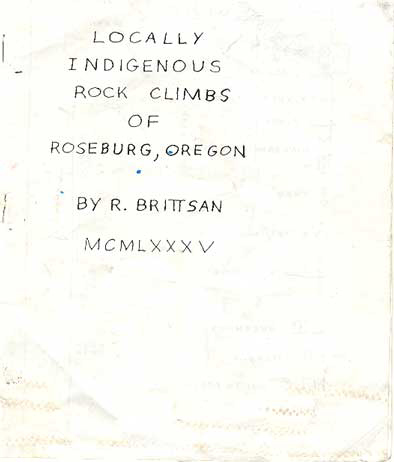 LOCALLY
INDIGENOUS
ROCK CLIMBS
OF
ROSEBURG, OREGON
BY R. BRITTSAN
MCMLXXXV